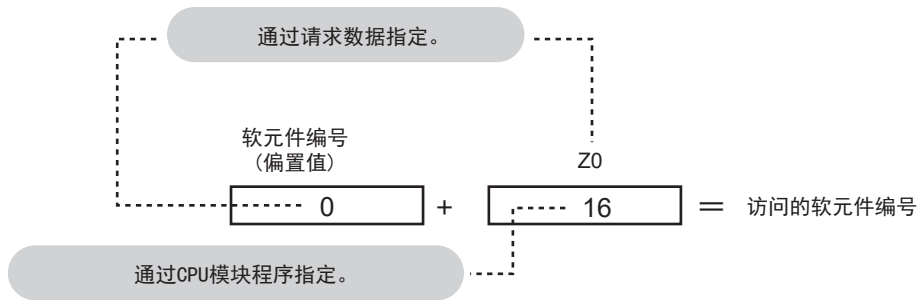 通过请求数据指定。
软元件编号
(偏置值)
Z0
0 + 16 = 访问的软元件编号
通过CPU模块程序指定。